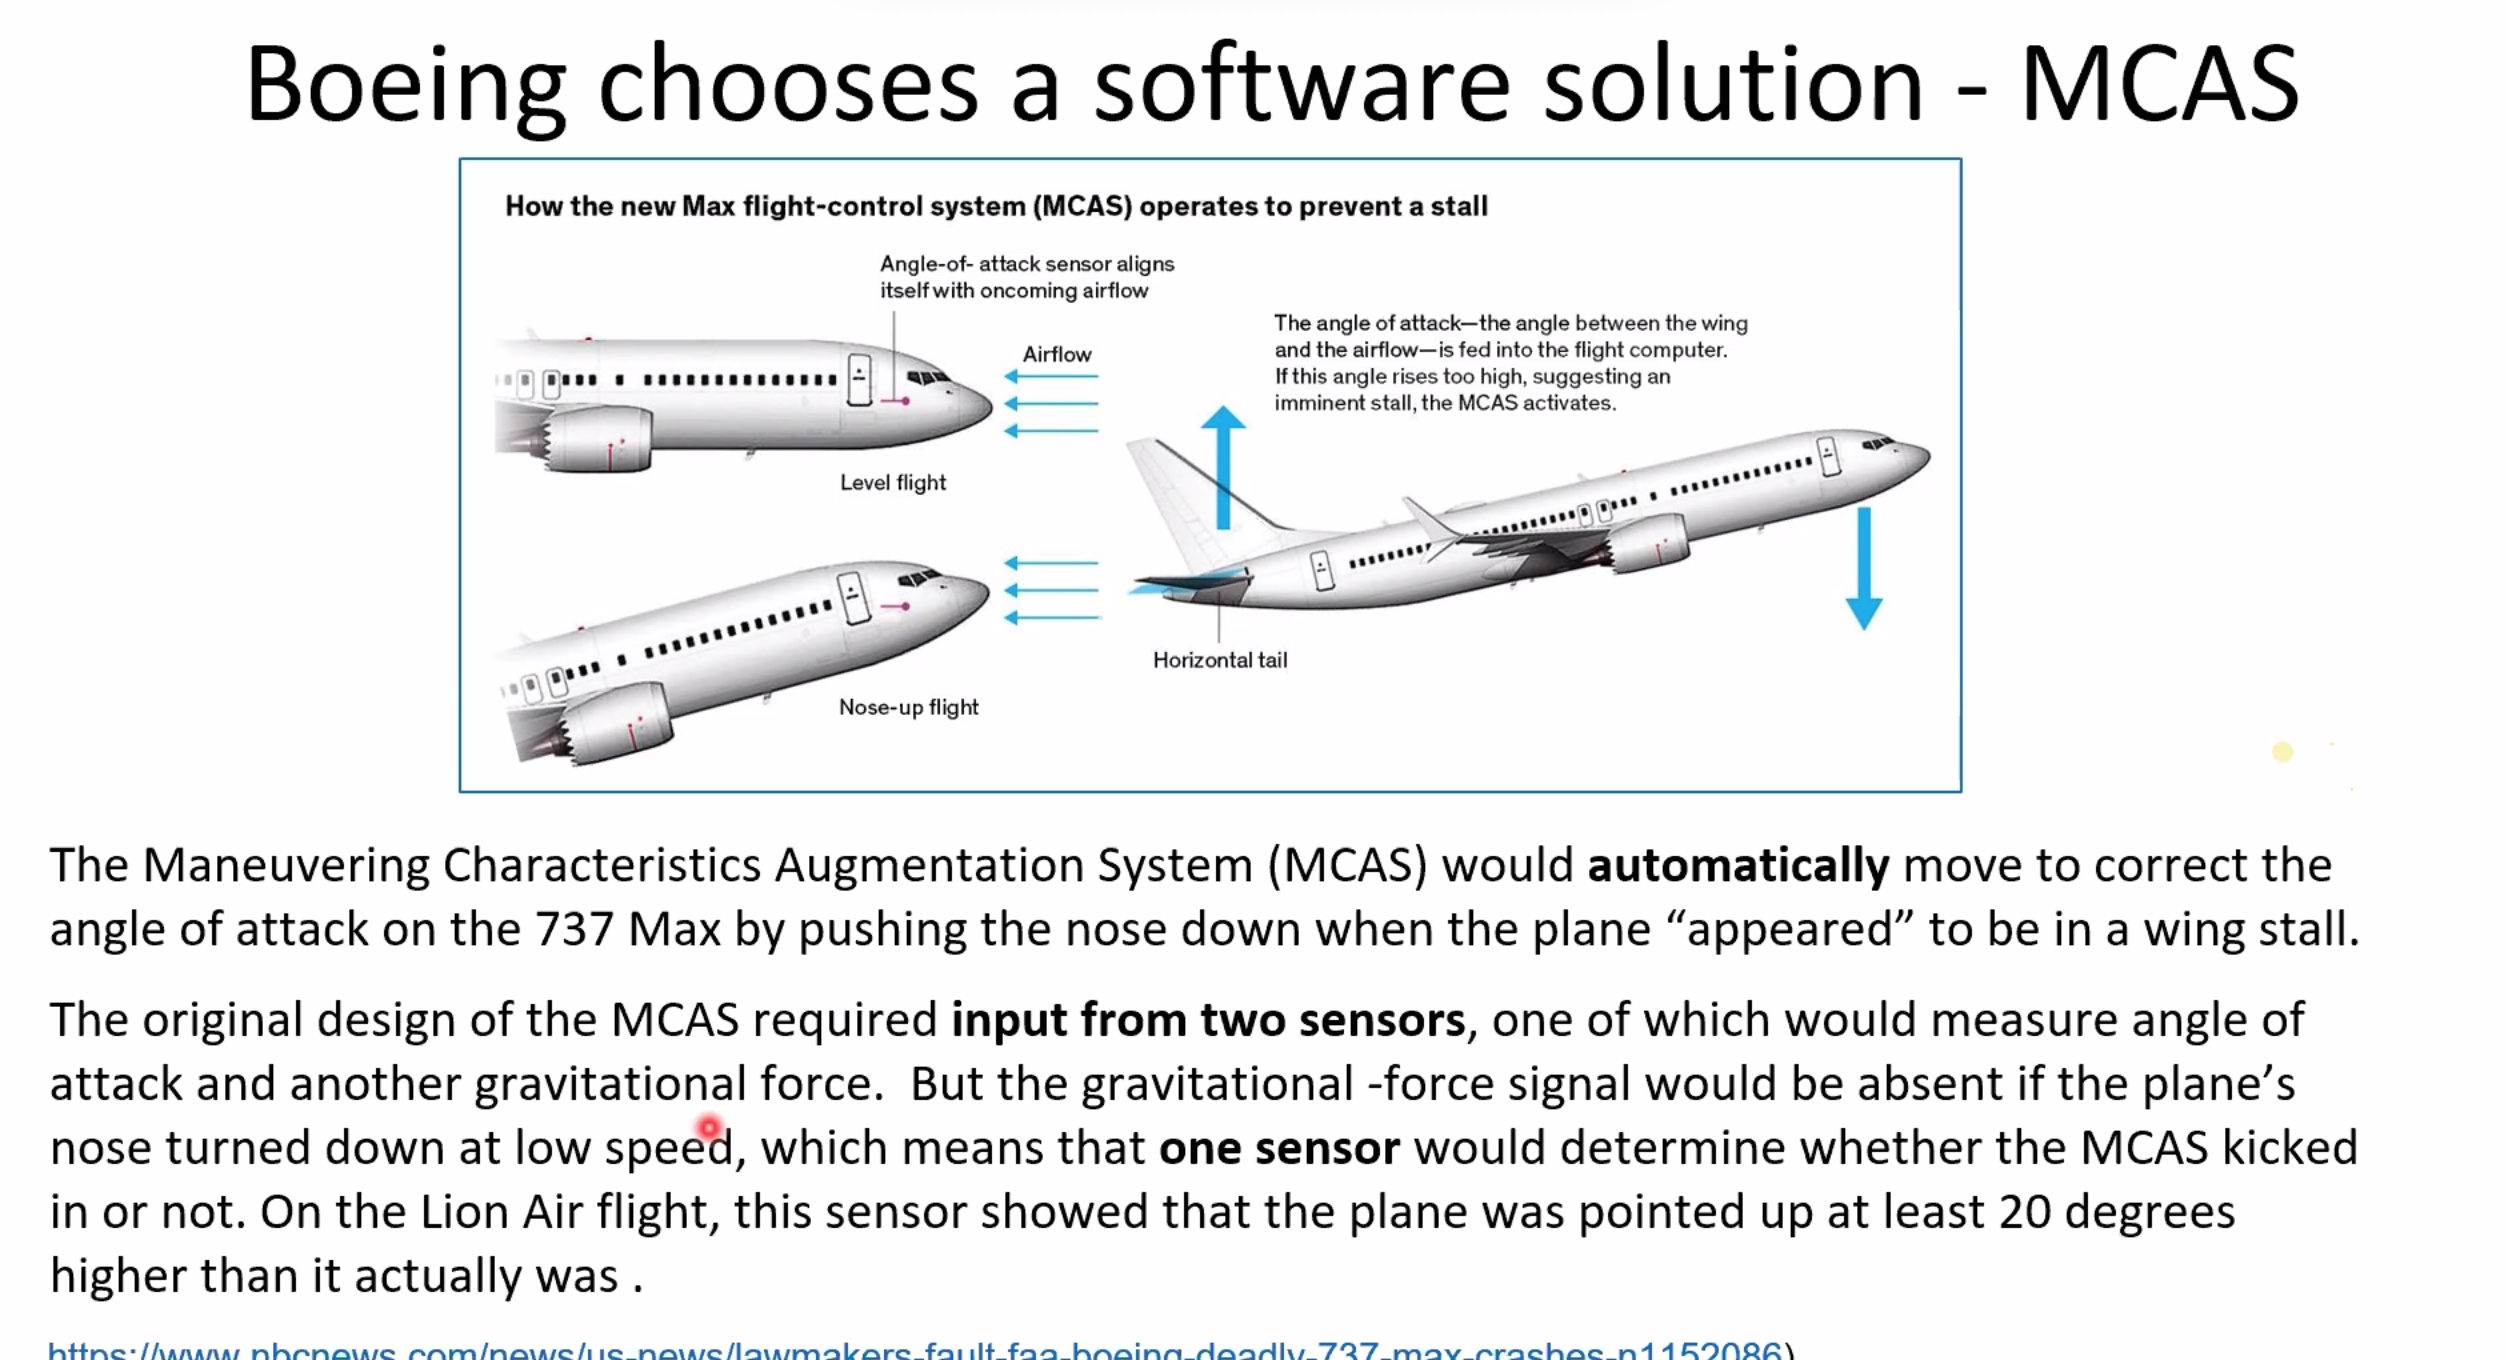 Boeing chooses a software solution - MCAS
How the new Max flight-control system (MCAS) operates to prevent a stall
Angle-of- attack sensor aligns
itself with oncoming airflow
Airflow
Level flight
The angle of attack—the angle between the wing
and the airflow—is fed into the flight computer.
If this angle rises too high, suggesting an
imminent stall, the MCAS activates.
Horizontal tail
Nose-up flight
The Maneuvering Characteristics Augmentation System (MCAS) would automatically move to correct the
angle of attack on the 737 Max by pushing the nose down when the plane “appeared” to be in a wing stall.
The original design of the MCAS required input from two sensors, one of which would measure angle of
attack and another gravitational force.  But the gravitational -force signal would be absent if the plane’s
nose turned down at low speed, which means that one sensor would determine whether the MCAS kicked
in or not. On the Lion Air flight, this sensor showed that the plane was pointed up at least 20 degrees
higher than it actually was .
https://www.nbcnews.com/news/us-news/lawmakers-fault-faa-boeing-deadly-737-max-crashes-n1152086)